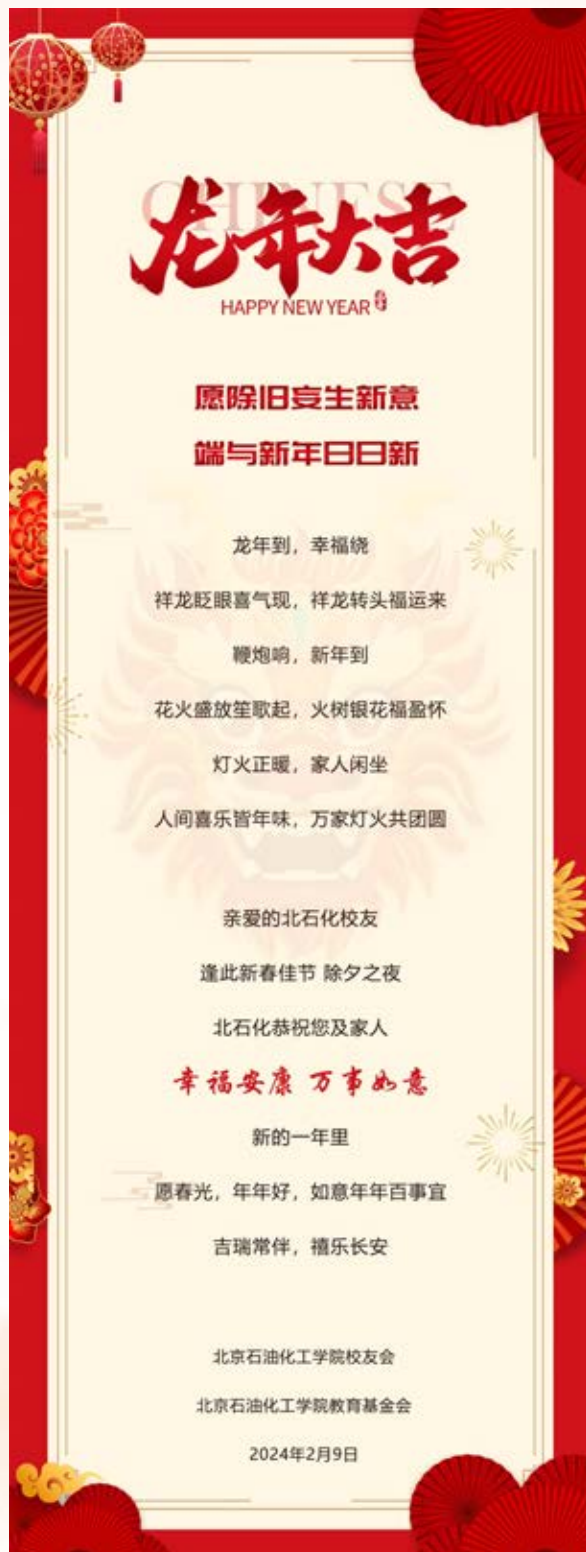 CHINESE
龙年大吉
HAPPY NEW YEAR
愿除旧妄生新意
端与新年日日新
龙年到，幸福绕
祥龙眨眼喜气现，祥龙转头福运来
鞭炮响，新年到
花火盛放笙歌起，火树银花福盈怀
灯火正暖，家人闲坐
人间喜乐皆年味，万家灯火共团圆
亲爱的北石化校友
逢此新春佳节 除夕之夜
北石化恭祝您及家人
幸福安康 万事如意
新的一年里
愿春光，年年好，如意年年百事宜
吉瑞常伴，禧乐长安
北京石油化工学院校友会
北京石油化工学院教育基金会
2024年2月9日